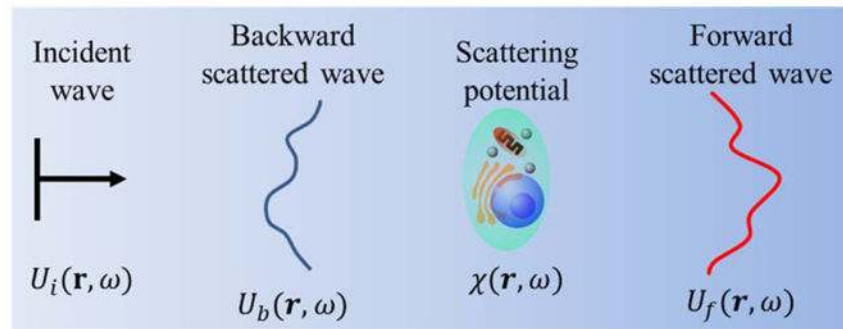 Incident
wave
U_i(r, ω)
Backward
scattered wave
U_b(r, ω)
Scattering
potential
χ(r, ω)
Forward
scattered wave
U_f(r, ω)